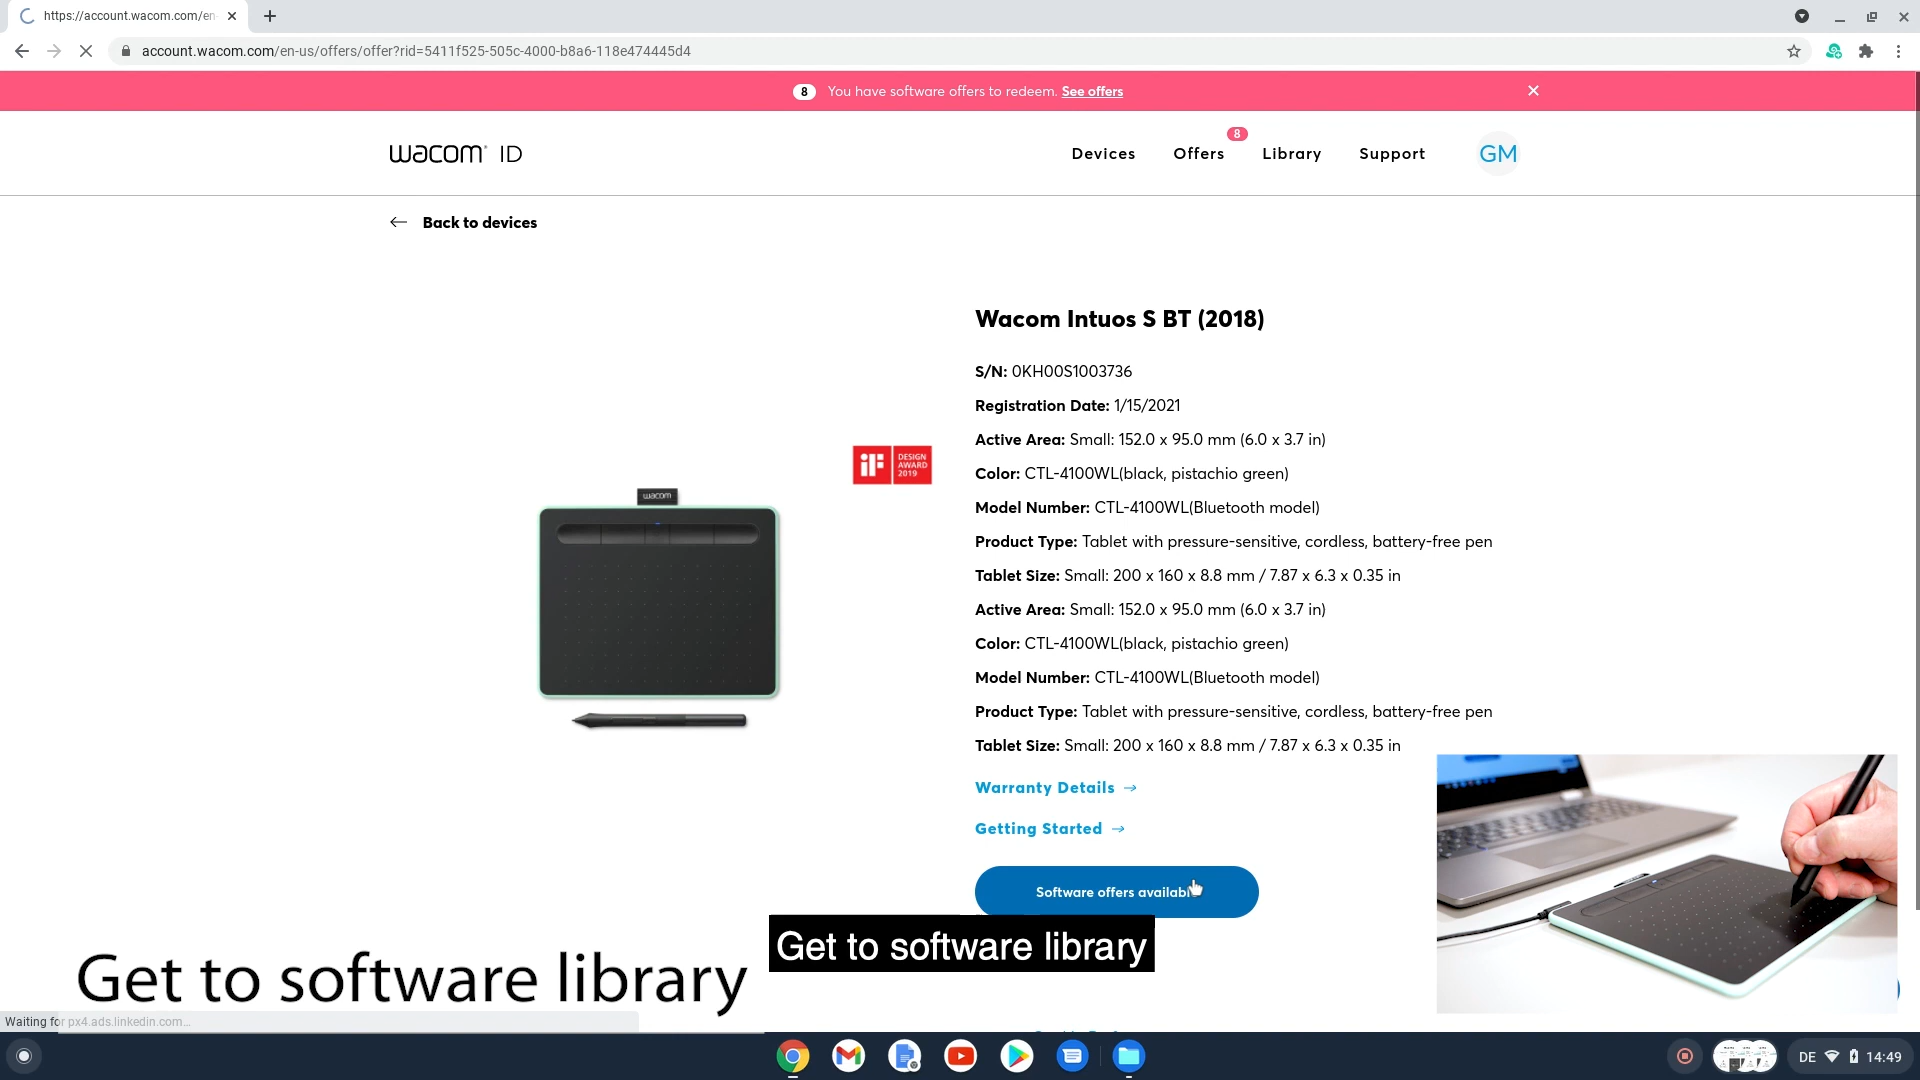 https://account.wacom.com/en-
account.wacom.com/en-us/offers/offer?rid=5411f525-505c-4000-b8a6-118e474445d4
8 You have software offers to redeem. See offers
wacom ID
Devices
Offers
8
Library
Support
GM
Back to devices
Wacom Intuos S BT (2018)
S/N: 0KH00S1003736
Registration Date: 1/15/2021
Active Area: Small: 152.0 x 95.0 mm (6.0 x 3.7 in)
Color: CTL-4100WL(black, pistachio green)
Model Number: CTL-4100WL(Bluetooth model)
Product Type: Tablet with pressure-sensitive, cordless, battery-free pen
Tablet Size: Small: 200 x 160 x 8.8 mm / 7.87 x 6.3 x 0.35 in
Active Area: Small: 152.0 x 95.0 mm (6.0 x 3.7 in)
Color: CTL-4100WL(black, pistachio green)
Model Number: CTL-4100WL(Bluetooth model)
Product Type: Tablet with pressure-sensitive, cordless, battery-free pen
Tablet Size: Small: 200 x 160 x 8.8 mm / 7.87 x 6.3 x 0.35 in
iF
DESIGN
AWARD
2019
wacom
Warranty Details
Getting Started
Software offers available
Get to software library
Get to software library
Waiting for px4.ads.linkedin.com...
DE
14:49